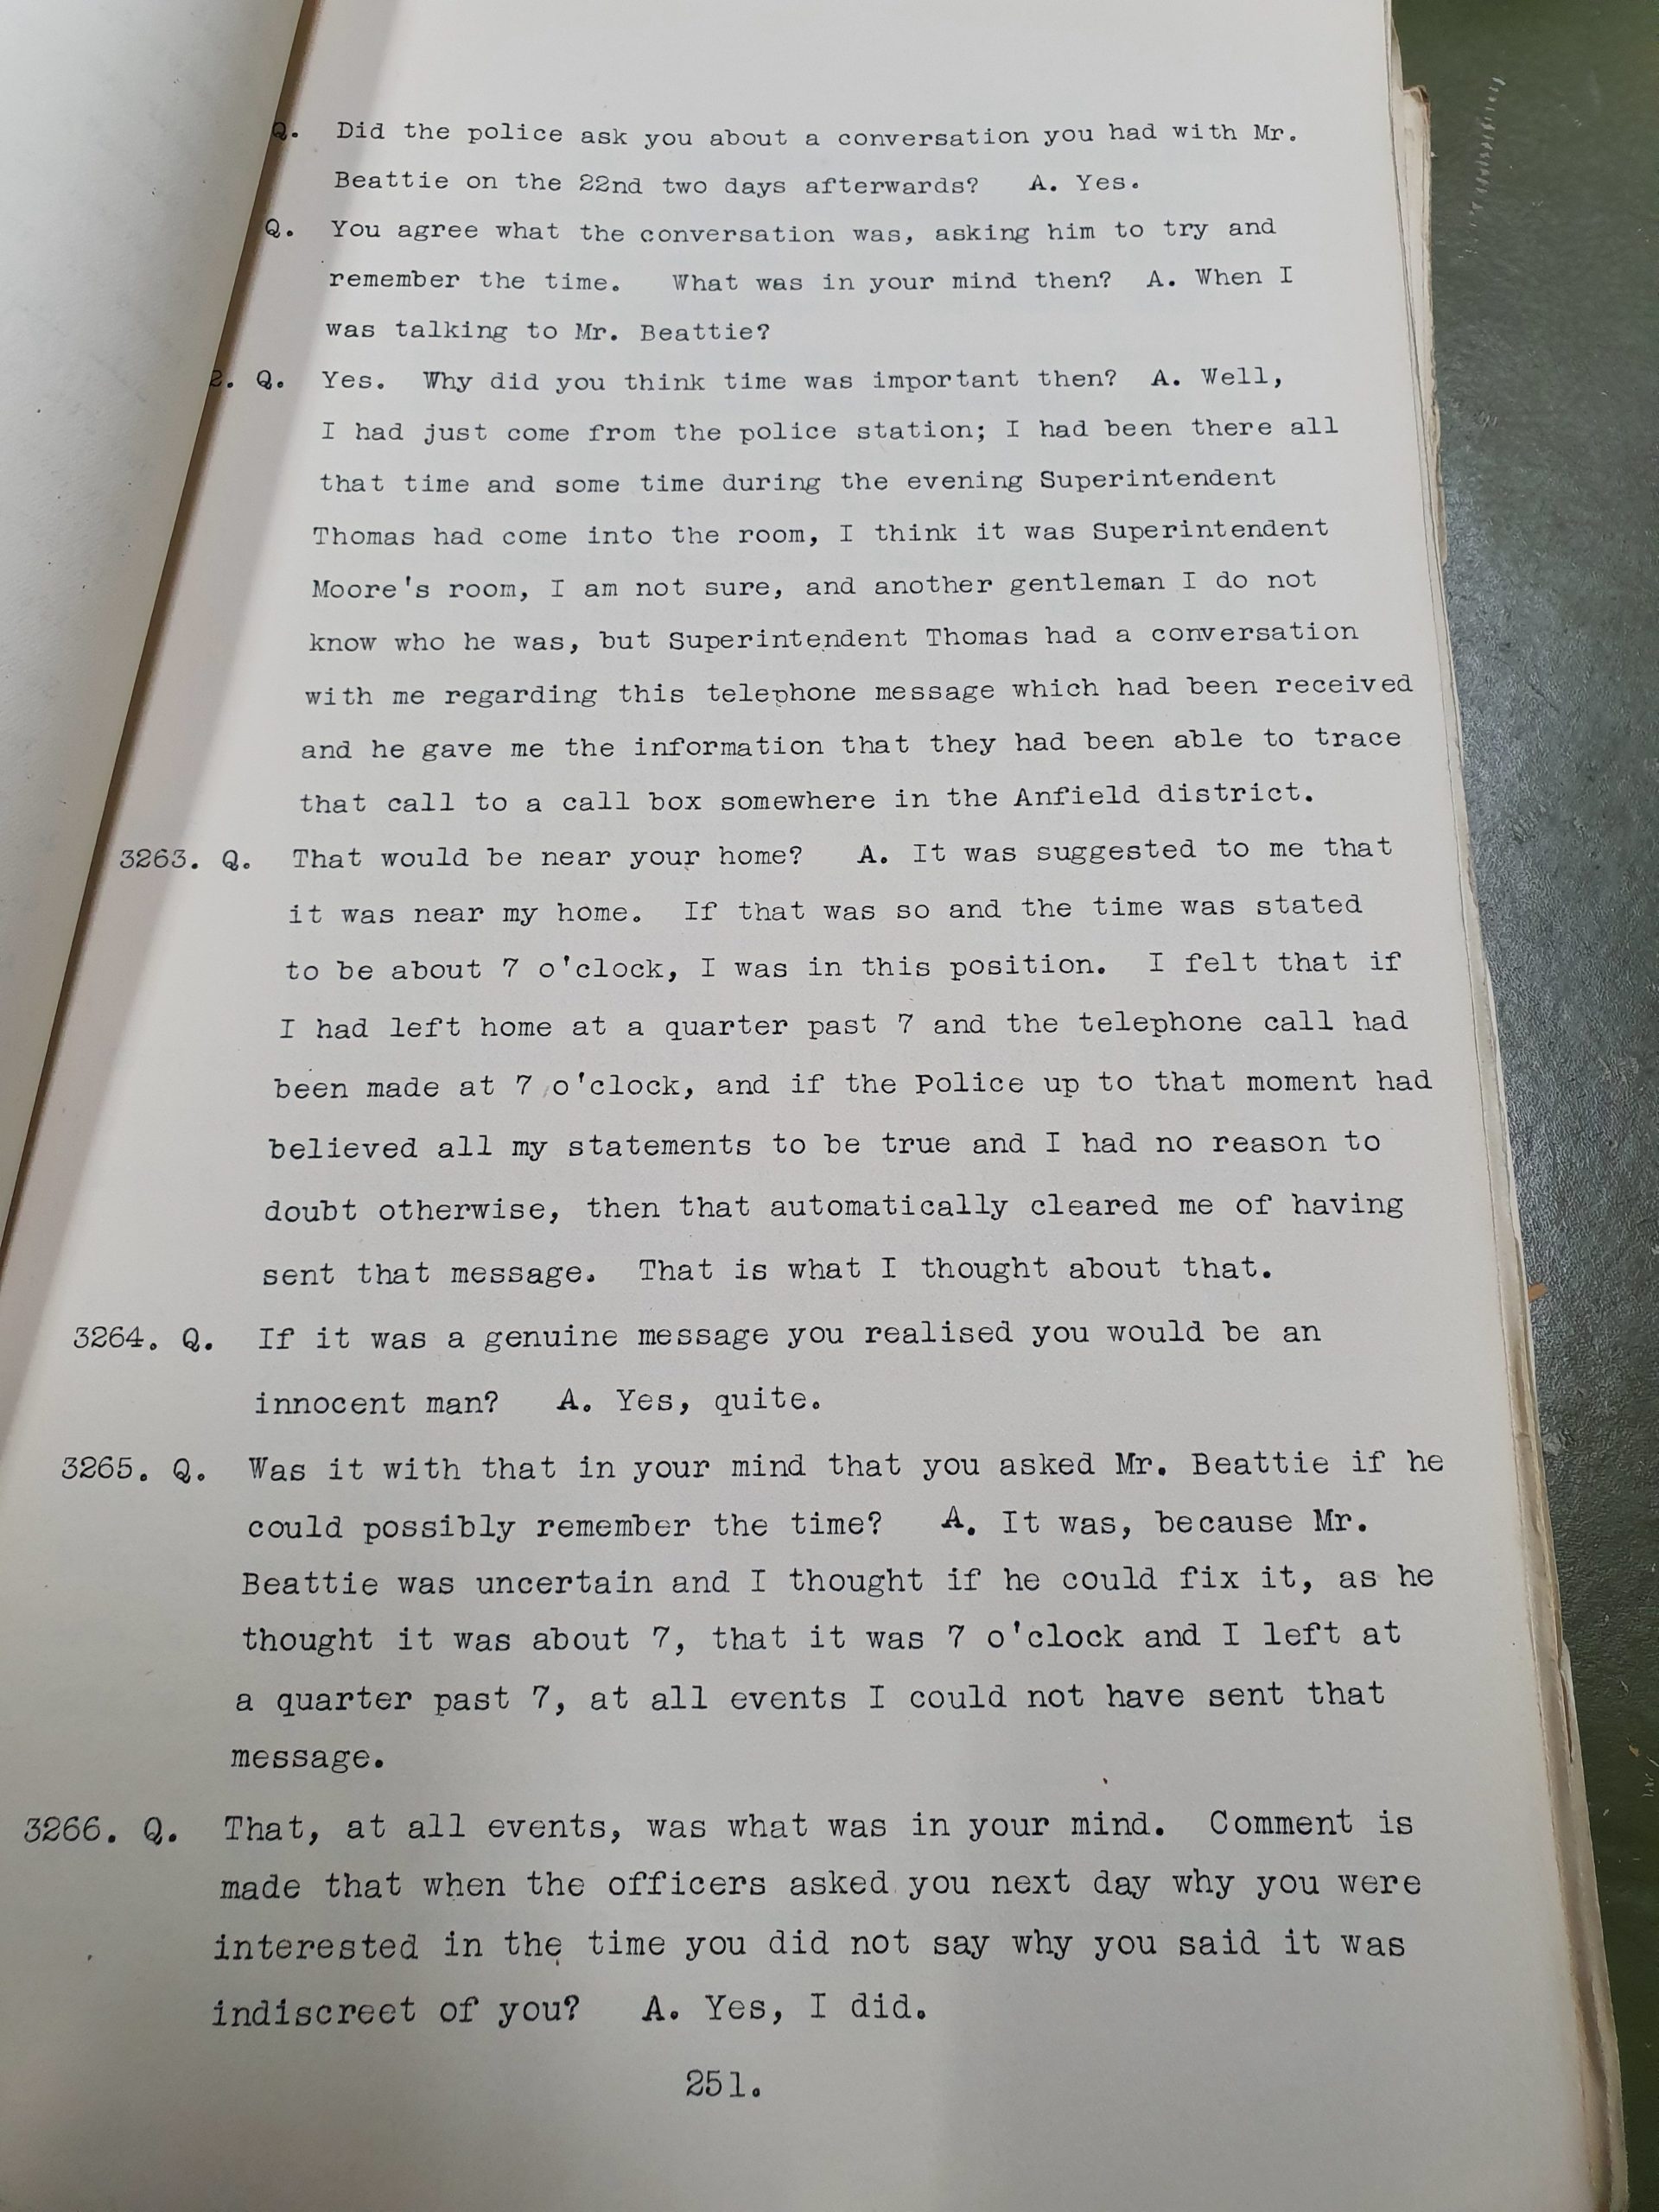 Q. Did the police ask you about a conversation you had with Mr.
Beattie on the 22nd two days afterwards? A. Yes.
Q. You agree what the conversation was, asking him to try and
remember the time. What was in your mind then? A. When I
was talking to Mr. Beattie?
2. Q. Yes. Why did you think time was important then? A. Well,
I had just come from the police station; I had been there all
that time and some time during the evening Superintendent
Thomas had come into the room, I think it was Superintendent
Moore's room, I am not sure, and another gentleman I do not
know who he was, but Superintendent Thomas had a conversation
with me regarding this telephone message which had been received
and he gave me the information that they had been able to trace
that call to a call box somewhere in the Anfield district.
3263. Q. That would be near your home? A. It was suggested to me that
it was near my home. If that was so and the time was stated
to be about 7 o'clock, I was in this position. I felt that if
I had left home at a quarter past 7 and the telephone call had
been made at 7 o'clock, and if the Police up to that moment had
believed all my statements to be true and I had no reason to
doubt otherwise, then that automatically cleared me of having
sent that message. That is what I thought about that.
3264. Q. If it was a genuine message you realised you would be an
innocent man? A. Yes, quite.
3265. Q. Was it with that in your mind that you asked Mr. Beattie if he
could possibly remember the time? A. It was, because Mr.
Beattie was uncertain and I thought if he could fix it, as he
thought it was about 7, that it was 7 o'clock and I left at
a quarter past 7, at all events I could not have sent that
message.
3266. Q. That, at all events, was what was in your mind. Comment is
made that when the officers asked you next day why you were
interested in the time you did not say why you said it was
indiscreet of you? A. Yes, I did.
251.